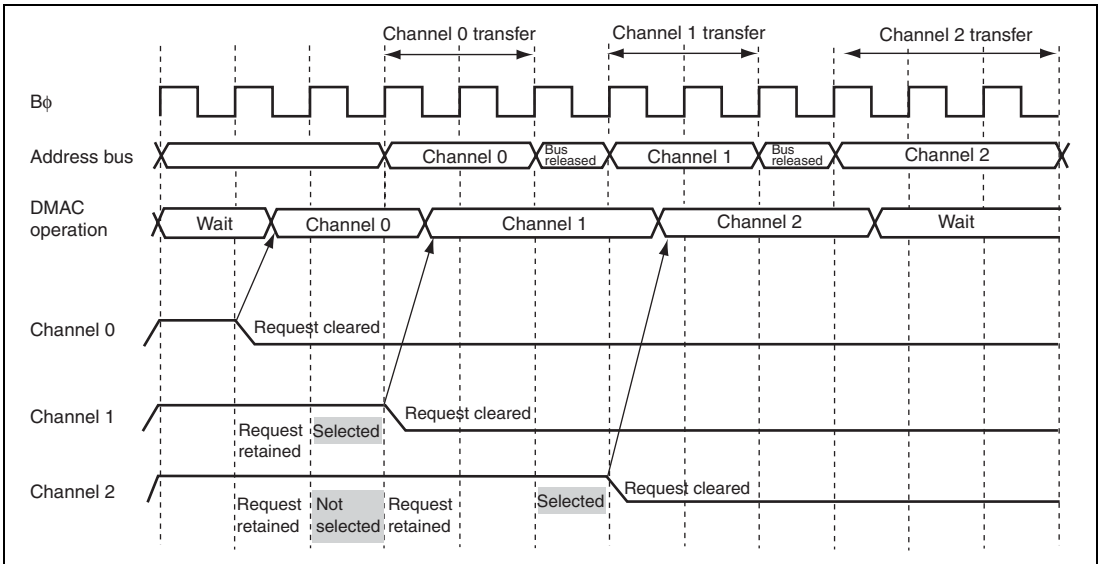 Channel 0 transfer Channel 1 transfer Channel 2 transfer
Bϕ
Address bus Channel 0 Bus released Channel 1 Bus released Channel 2
DMAC operation Wait Channel 0 Channel 1 Channel 2 Wait
Channel 0 Request cleared
Channel 1 Request cleared
Request retained Selected
Channel 2 Request cleared
Request retained Not selected Request retained Selected